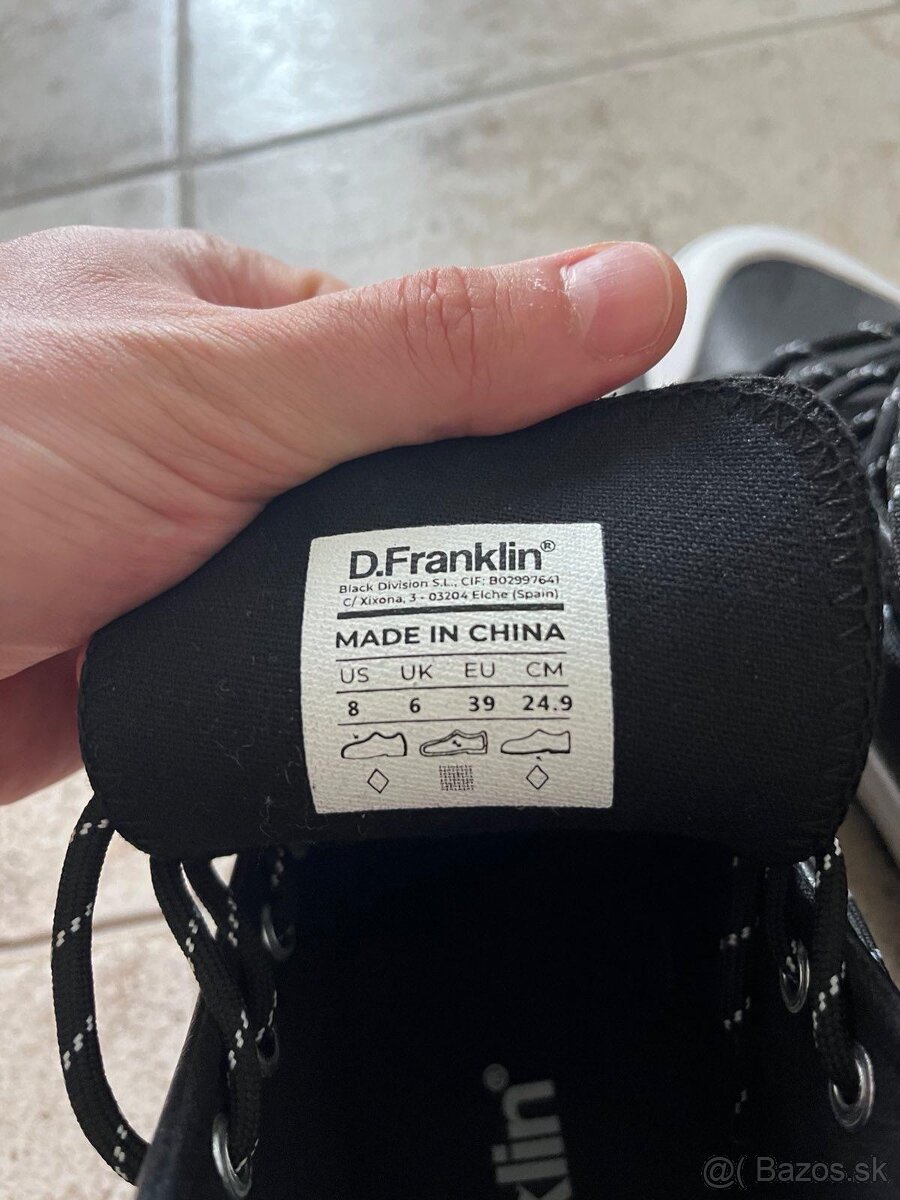 D.Franklin®
Black Division S.L., CIF: B02997641
C/ Xixona, 3 - 03204 Elche (Spain)
MADE IN CHINA
US UK EU CM
8 6 39 24.9
klin®
@( Bazos.sk